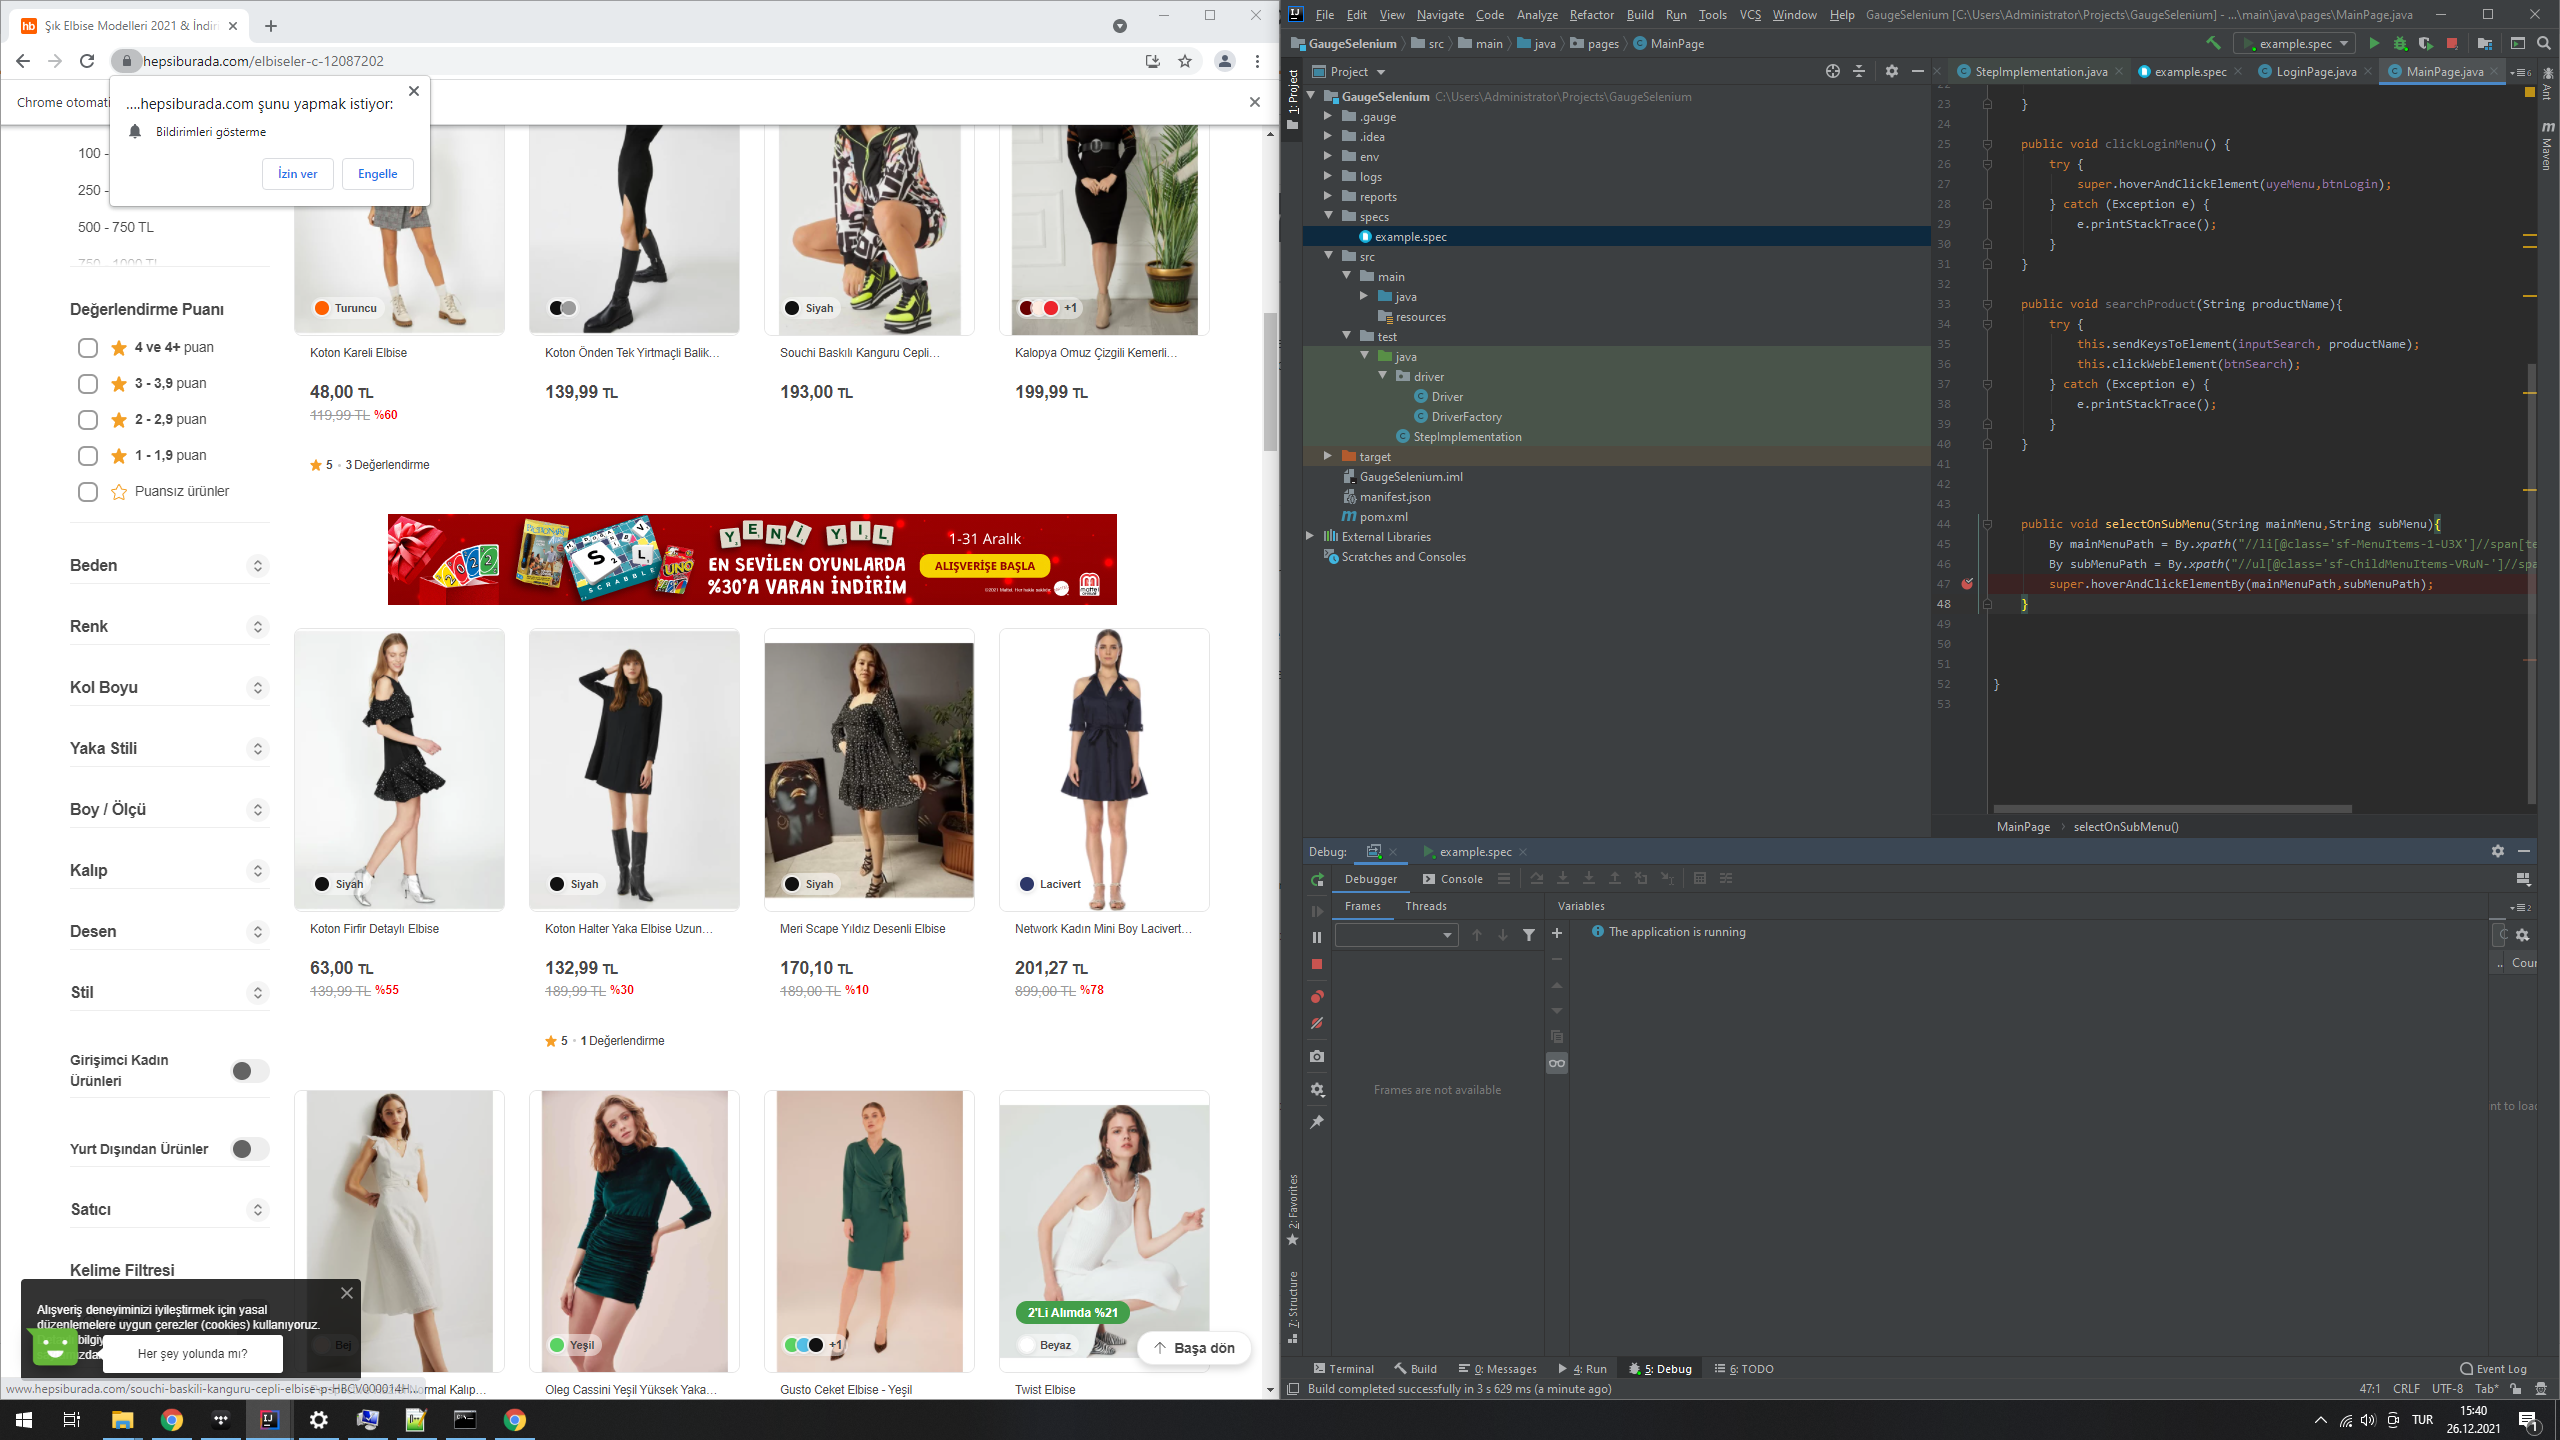 Şık Elbise Modelleri 2021 & İndir
hepsiburada.com/elbiseler-c-12087202
Chrome otomati
....hepsiburada.com şunu yapmak istiyor:
Bildirimleri gösterme
İzin ver
Engelle
100 -
250 -
500 - 750 TL
750 - 1000 TL
Değerlendirme Puanı
4 ve 4+ puan
3 - 3,9 puan
2 - 2,9 puan
1 - 1,9 puan
Puansız ürünler
Beden
Renk
Kol Boyu
Yaka Stili
Boy / Ölçü
Kalıp
Desen
Stil
Girişimci Kadın
Ürünleri
Yurt Dışından Ürünler
Satıcı
Kelime Filtresi
Turuncu
Siyah
+1
Koton Kareli Elbise
Koton Önden Tek Yirtmaçli Balik...
Souchi Baskılı Kanguru Cepli...
Kalopya Omuz Çizgili Kemerli...
48,00 TL
139,99 TL
193,00 TL
199,99 TL
119,99 TL %60
5 • 3 Değerlendirme
2022
SCRABBLE
UNO
YENİ YIL
EN SEVİLEN OYUNLARDA
%30'A VARAN İNDİRİM
1-31 Aralık
ALIŞVERİŞE BAŞLA
Siyah
Siyah
Siyah
Lacivert
Koton Firfir Detaylı Elbise
Koton Halter Yaka Elbise Uzun...
Meri Scape Yıldız Desenli Elbise
Network Kadın Mini Boy Lacivert...
63,00 TL
132,99 TL
170,10 TL
201,27 TL
139,99 TL %55
189,99 TL %30
189,00 TL %10
899,00 TL %78
5 • 1 Değerlendirme
Bej
Yeşil
+1
2'Li Alımda %21
Beyaz
Başa dön
Alışveriş deneyiminizi iyileştirmek için yasal
düzenlemelere uygun çerezler (cookies) kullanıyoruz.
bilgiy
ızda
Her şey yolunda mı?
www.hepsiburada.com/souchi-baskili-kanguru-cepli-elbise-p-HBCV000014H...
ormal Kalıp...
Oleg Cassini Yeşil Yüksek Yaka...
Gusto Ceket Elbise - Yeşil
Twist Elbise
File Edit View Navigate Code Analyze Refactor Build Run Tools VCS Window Help GaugeSelenium [C:\Users\Administrator\Projects\GaugeSelenium] - ...\main\java\pages\MainPage.java
GaugeSelenium src main java pages MainPage
example.spec
1: Project
Project
StepImplementation.java example.spec LoginPage.java MainPage.java
Ant
Maven
GaugeSelenium C:\Users\Administrator\Projects\GaugeSelenium
.gauge
.idea
env
logs
reports
specs
example.spec
src
main
java
resources
test
java
driver
Driver
DriverFactory
StepImplementation
target
GaugeSelenium.iml
manifest.json
pom.xml
External Libraries
Scratches and Consoles
22
23 }
24
25 public void clickLoginMenu() {
26 try {
27 super.hoverAndClickElement(uyeMenu,btnLogin);
28 } catch (Exception e) {
29 e.printStackTrace();
30 }
31 }
32
33 public void searchProduct(String productName){
34 try {
35 this.sendKeysToElement(inputSearch, productName);
36 this.clickWebElement(btnSearch);
37 } catch (Exception e) {
38 e.printStackTrace();
39 }
40 }
41
42
43
44 public void selectOnSubMenu(String mainMenu,String subMenu){
45 By mainMenuPath = By.xpath("//li[@class='sf-MenuItems-1-U3X']//span[te
46 By subMenuPath = By.xpath("//ul[@class='sf-ChildMenuItems-VRuN-']//spa
47 super.hoverAndClickElementBy(mainMenuPath,subMenuPath);
48 }
49
50
51
52 }
53
MainPage selectOnSubMenu()
Debug: example.spec
Debugger Console
Frames Threads
Variables
The application is running
Frames are not available
.. Cour
nt to load
2: Favorites
7: Structure
Terminal Build 0: Messages 4: Run 5: Debug 6: TODO
Event Log
Build completed successfully in 3 s 629 ms (a minute ago)
47:1 CRLF UTF-8 Tab*
TUR
15:40
26.12.2021
1